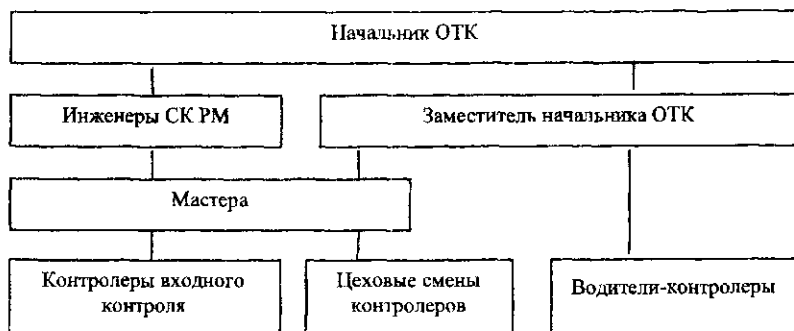 Начальник ОТК
Инженеры СК РМ
Заместитель начальника ОТК
Мастера
Контролеры входного
контроля
Цеховые смены
контролеров
Водители-контролеры